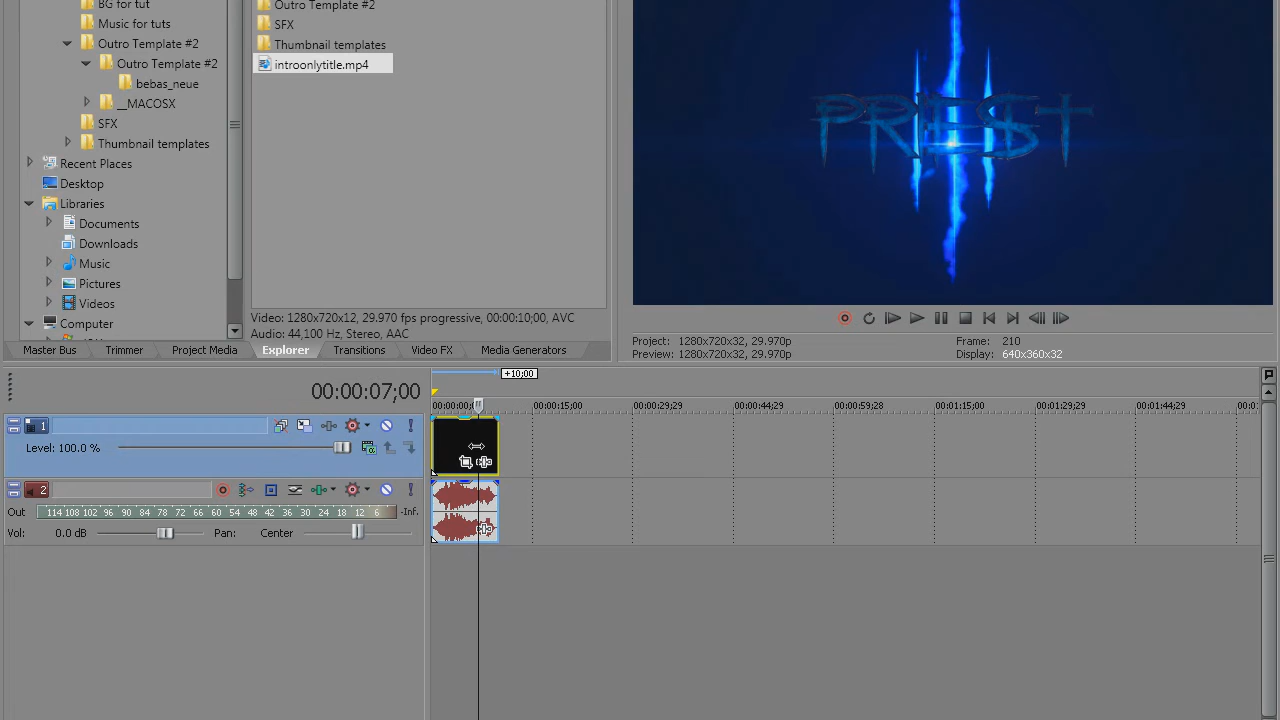 BG for tut
Music for tuts
Outro Template #2
Outro Template #2
bebas_neue
__MACOSX
SFX
Thumbnail templates
Recent Places
Desktop
Libraries
Documents
Downloads
Music
Pictures
Videos
Computer
Outro Template #2
SFX
Thumbnail templates
introonlytitle.mp4
Video: 1280x720x12, 29.970 fps progressive, 00:00:10;00, AVC
Audio: 44,100 Hz, Stereo, AAC
Master Bus Trimmer Project Media Explorer Transitions Video FX Media Generators
PRIEST
Project: 1280x720x32, 29.970p Frame: 210
Preview: 1280x720x32, 29.970p Display: 640x360x32
+10;00
00:00:07;00
00:00:15;00 00:00:29;29 00:00:44;29 00:00:59;28 00:01:15;00 00:01:29;29 00:01:44;29
1
Level: 100.0 %
2
Out 114 108 102 96 90 84 78 72 66 60 54 48 42 36 30 24 18 12 6 -Inf.
Vol: 0.0 dB Pan: Center